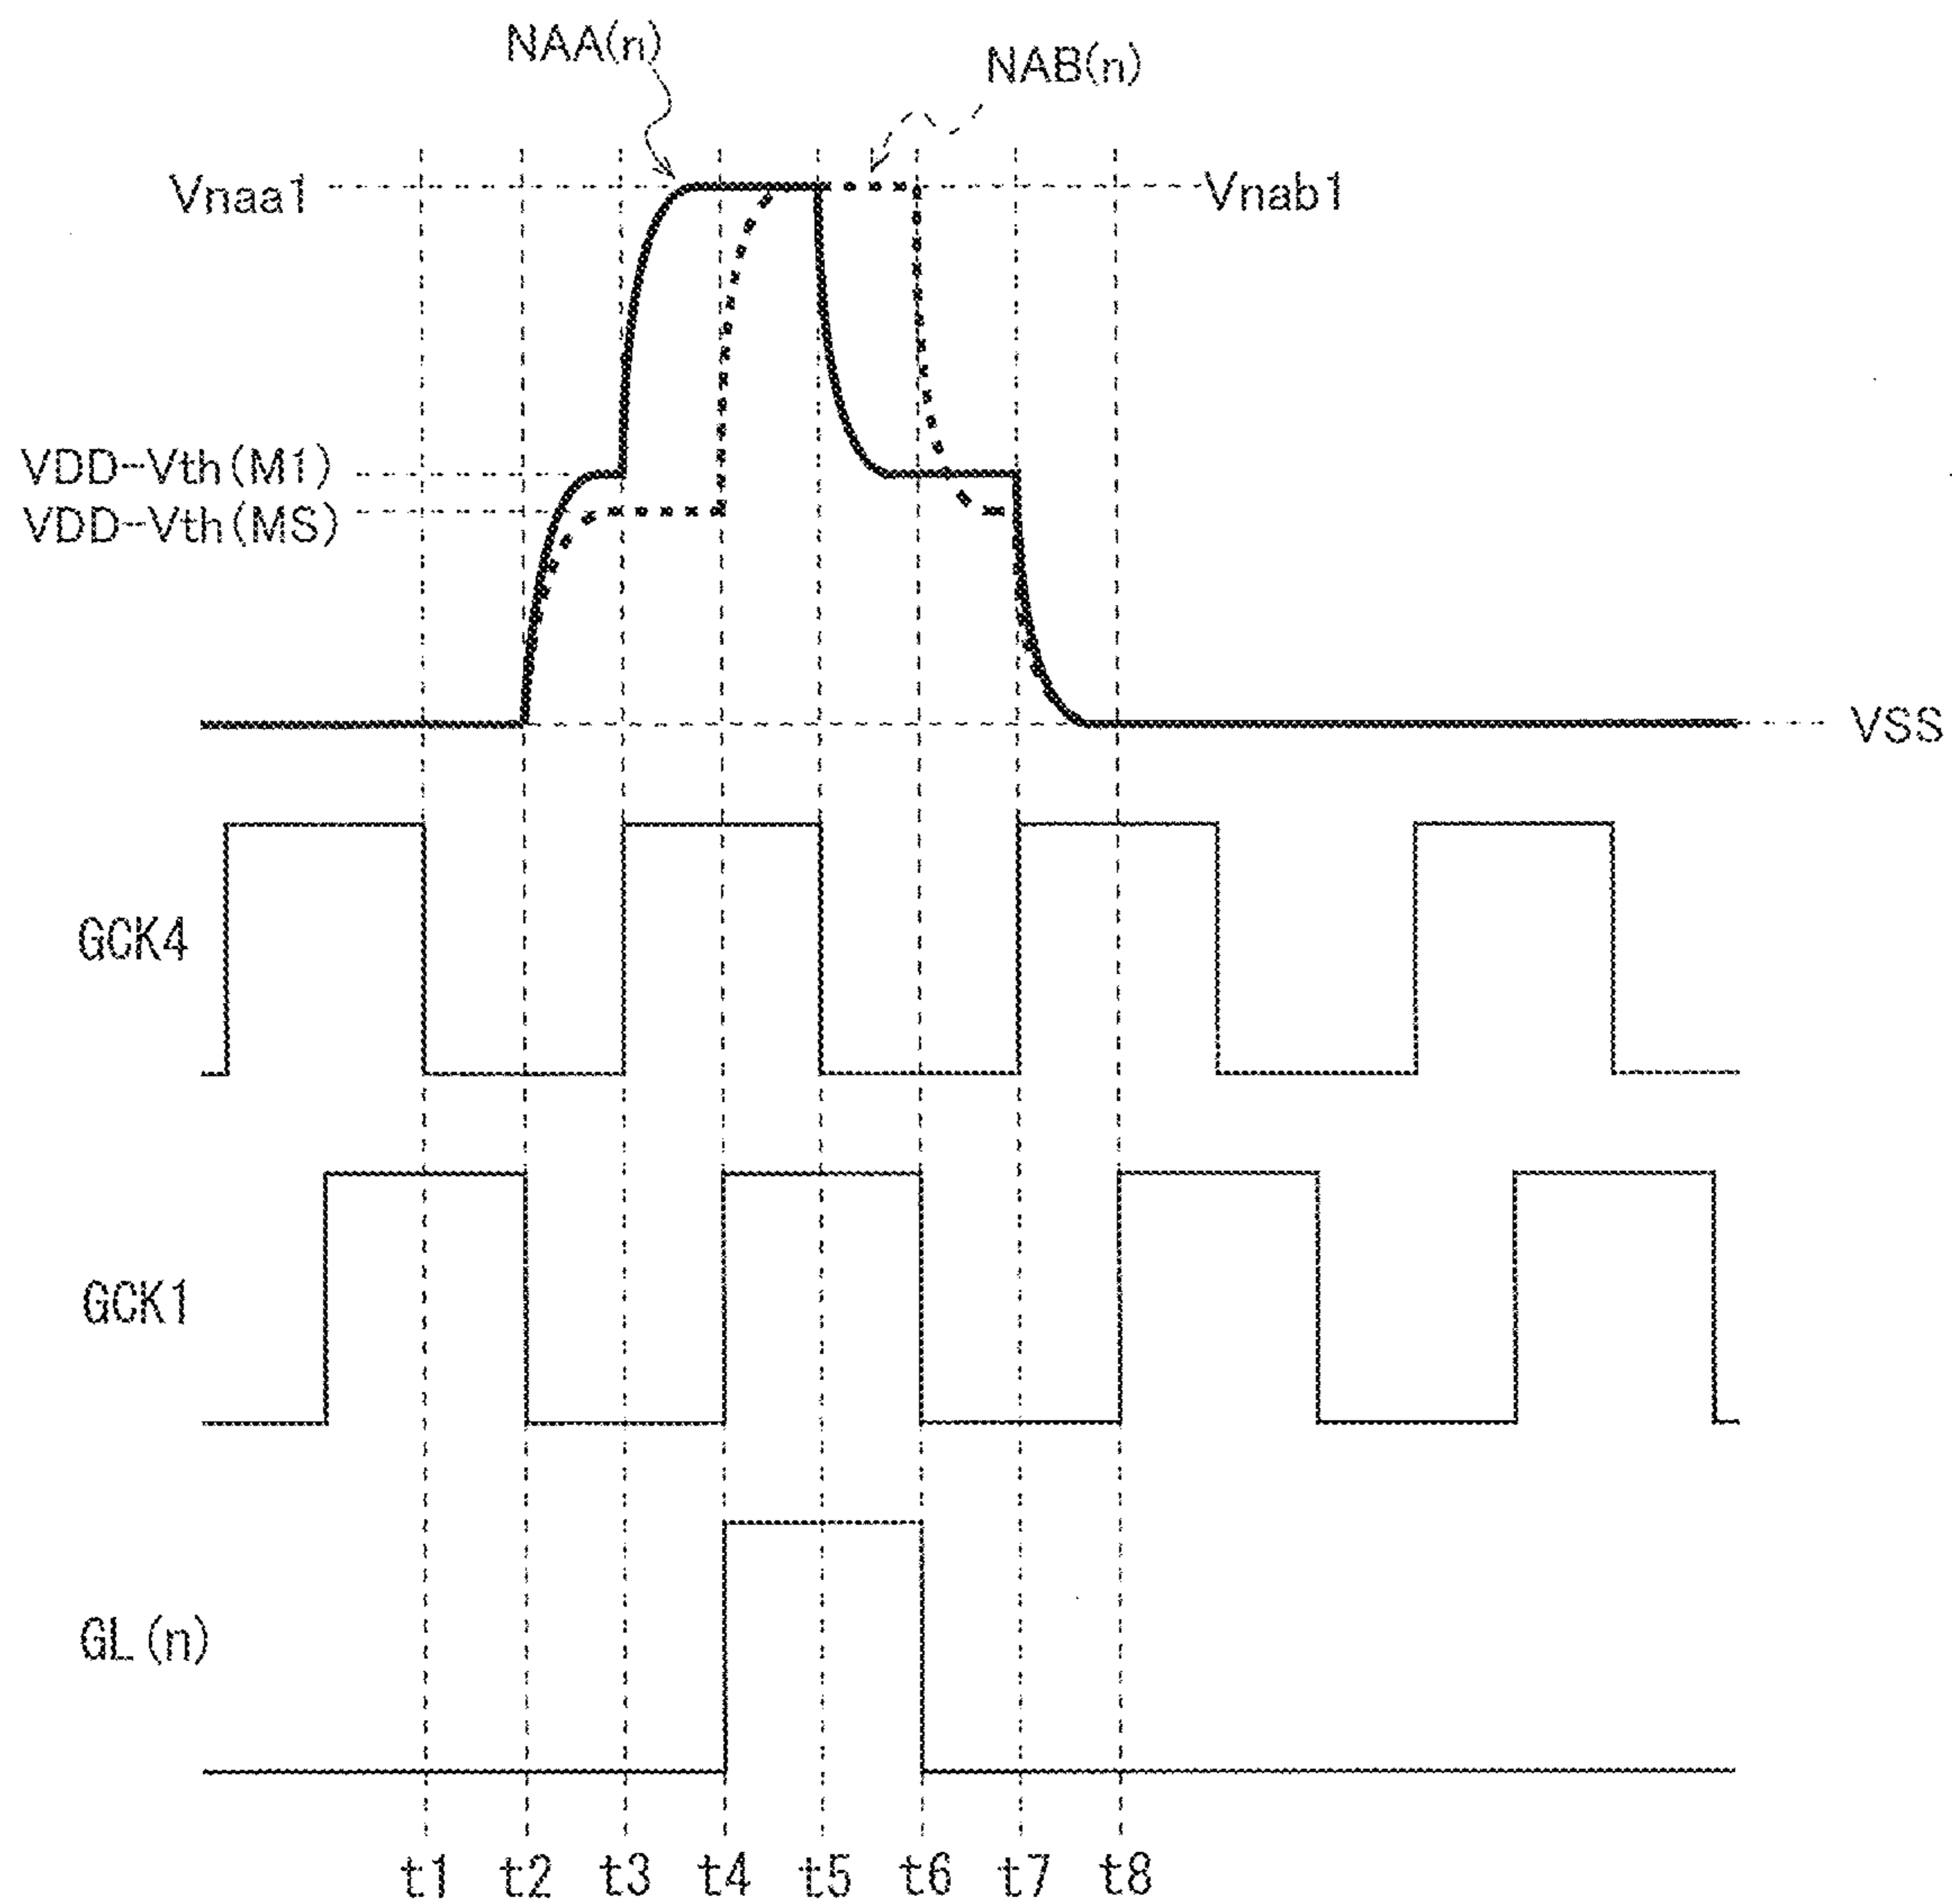 NAA(n)
NAB(n)
Vnaa1
Vnab1
VDD-Vth(M1)
VDD-Vth(MS)
VSS
GCK4
GCK1
GL(n)
t1 t2 t3 t4 t5 t6 t7 t8